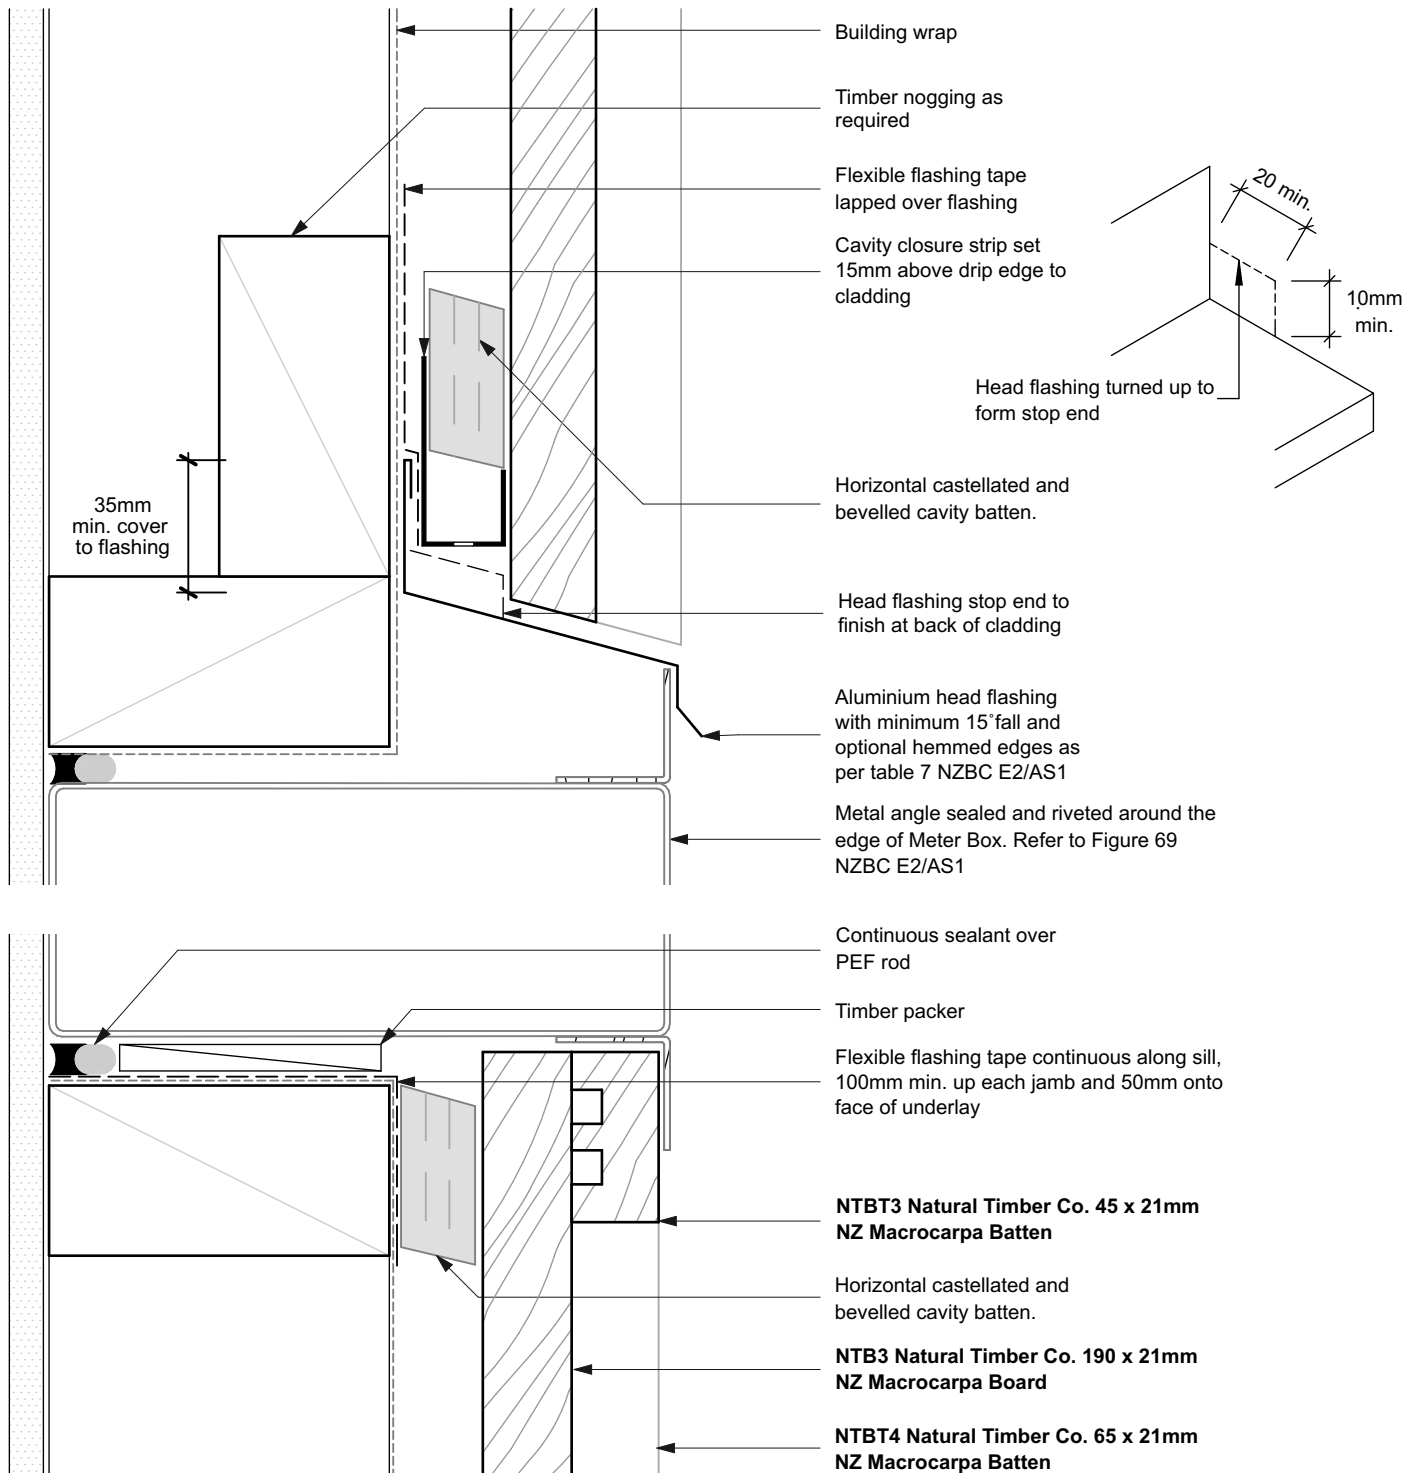 Building wrap
Timber nogging as
required
Flexible flashing tape
lapped over flashing
Cavity closure strip set
15mm above drip edge to
cladding
20 min.
10mm
min.
Head flashing turned up to
form stop end
35mm
min. cover
to flashing
Horizontal castellated and
bevelled cavity batten.
Head flashing stop end to
finish at back of cladding
Aluminium head flashing
with minimum 15˚fall and
optional hemmed edges as
per table 7 NZBC E2/AS1
Metal angle sealed and riveted around the
edge of Meter Box. Refer to Figure 69
NZBC E2/AS1
Continuous sealant over
PEF rod
Timber packer
Flexible flashing tape continuous along sill,
100mm min. up each jamb and 50mm onto
face of underlay
NTBT3 Natural Timber Co. 45 x 21mm
NZ Macrocarpa Batten
Horizontal castellated and
bevelled cavity batten.
NTB3 Natural Timber Co. 190 x 21mm
NZ Macrocarpa Board
NTBT4 Natural Timber Co. 65 x 21mm
NZ Macrocarpa Batten